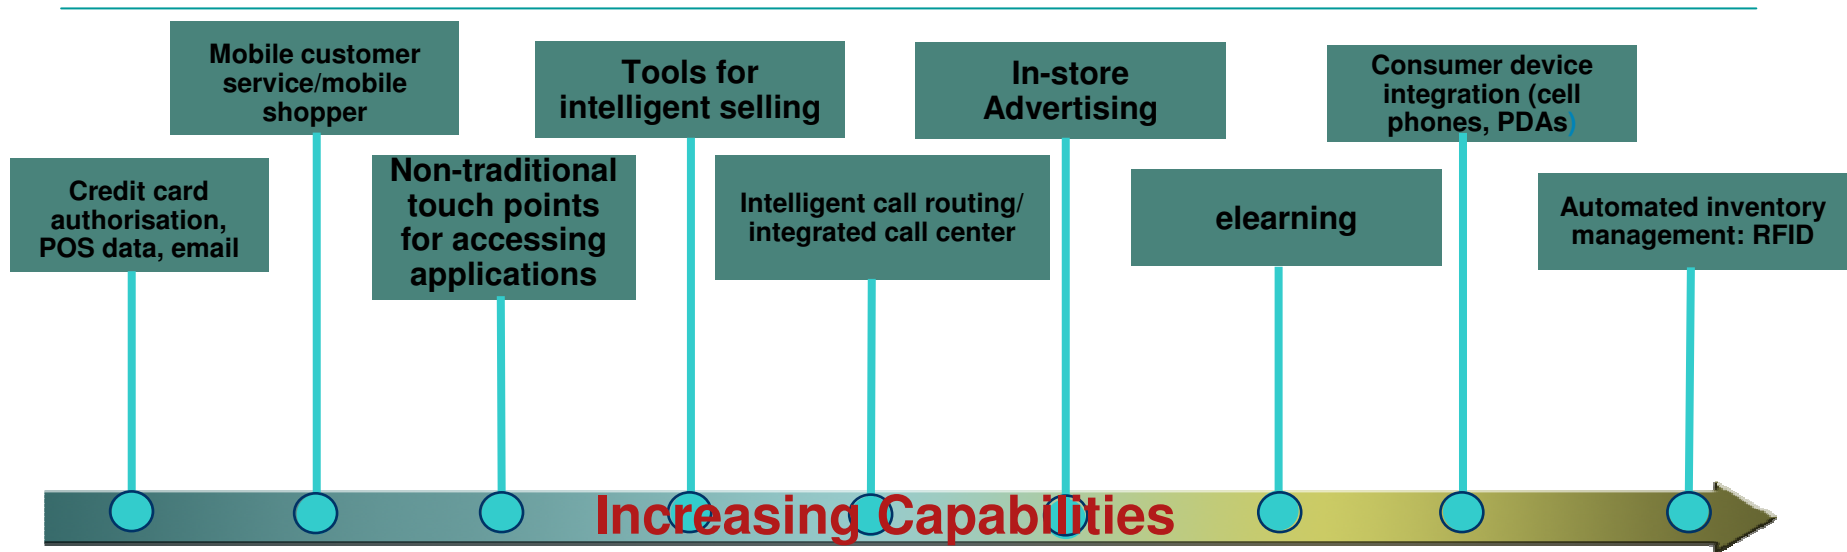 Credit card
authorisation,
POS data, email
Mobile customer
service/mobile
shopper
Non-traditional
touch points
for accessing
applications
Tools for
intelligent selling
Intelligent call routing/
integrated call center
In-store
Advertising
elearning
Consumer device
integration (cell
phones, PDAs)
Automated inventory
management: RFID
Increasing Capabilities